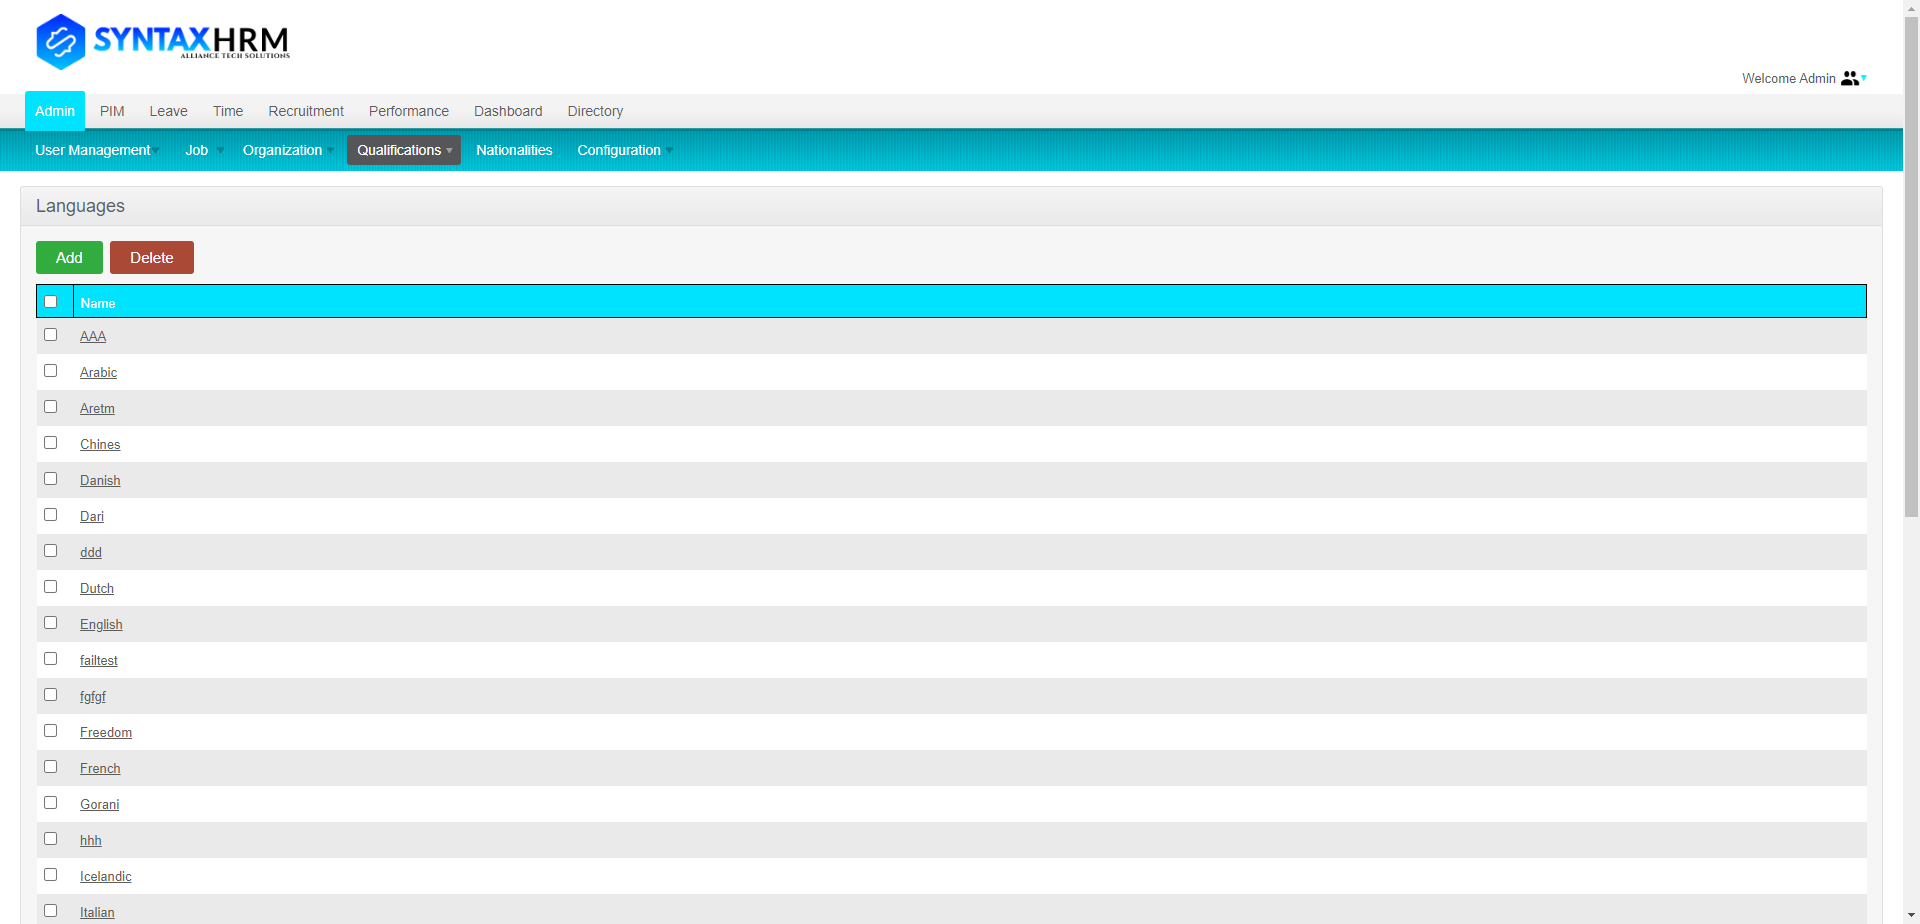 SYNTAXHRM
ALLIANCE TECH SOLUTIONS
Welcome Admin
Admin PIM Leave Time Recruitment Performance Dashboard Directory
User Management Job Organization Qualifications Nationalities Configuration
Languages
Add Delete
Name
AAA
Arabic
Aretm
Chines
Danish
Dari
ddd
Dutch
English
failtest
fgfgf
Freedom
French
Gorani
hhh
Icelandic
Italian